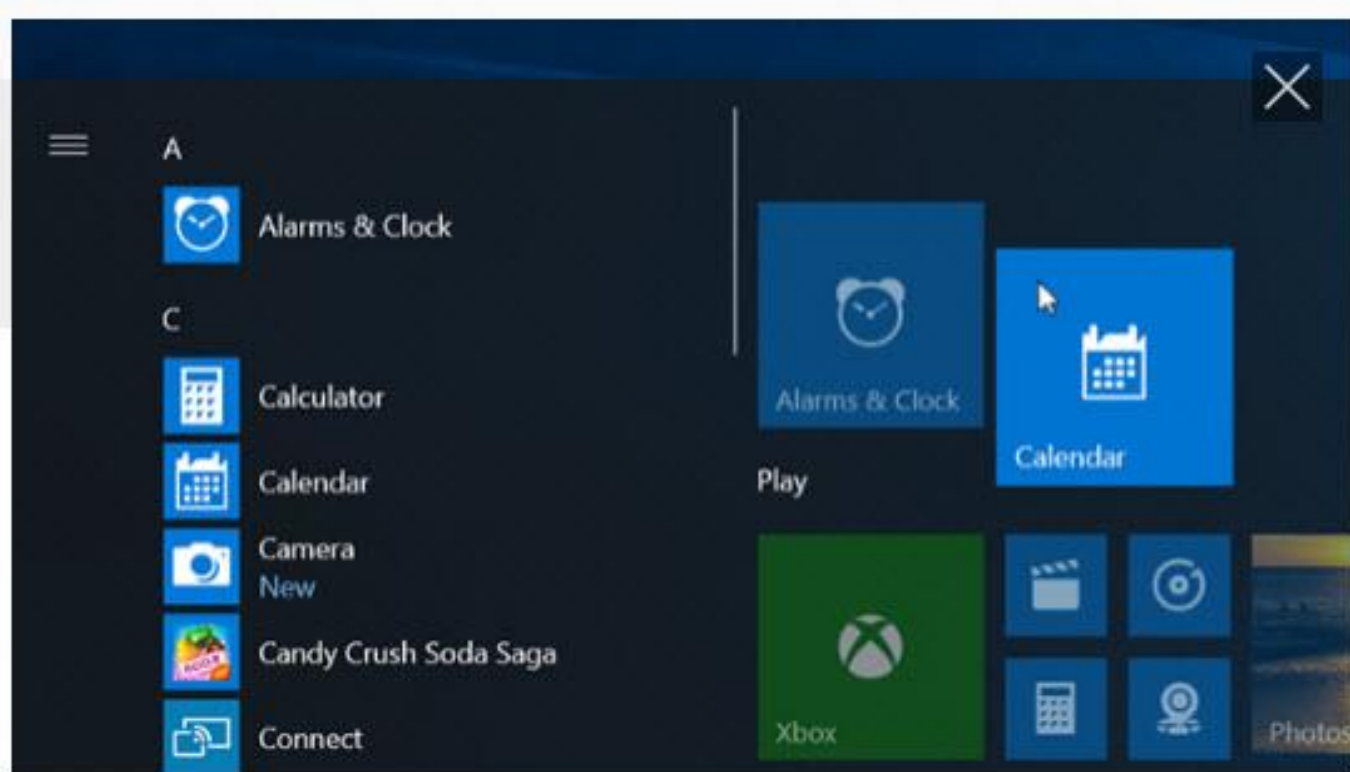 A
Alarms & Clock
C
Calculator
Calendar
Camera
New
Candy Crush Soda Saga
Connect
Alarms & Clock
Calendar
Play
Xbox
Photos